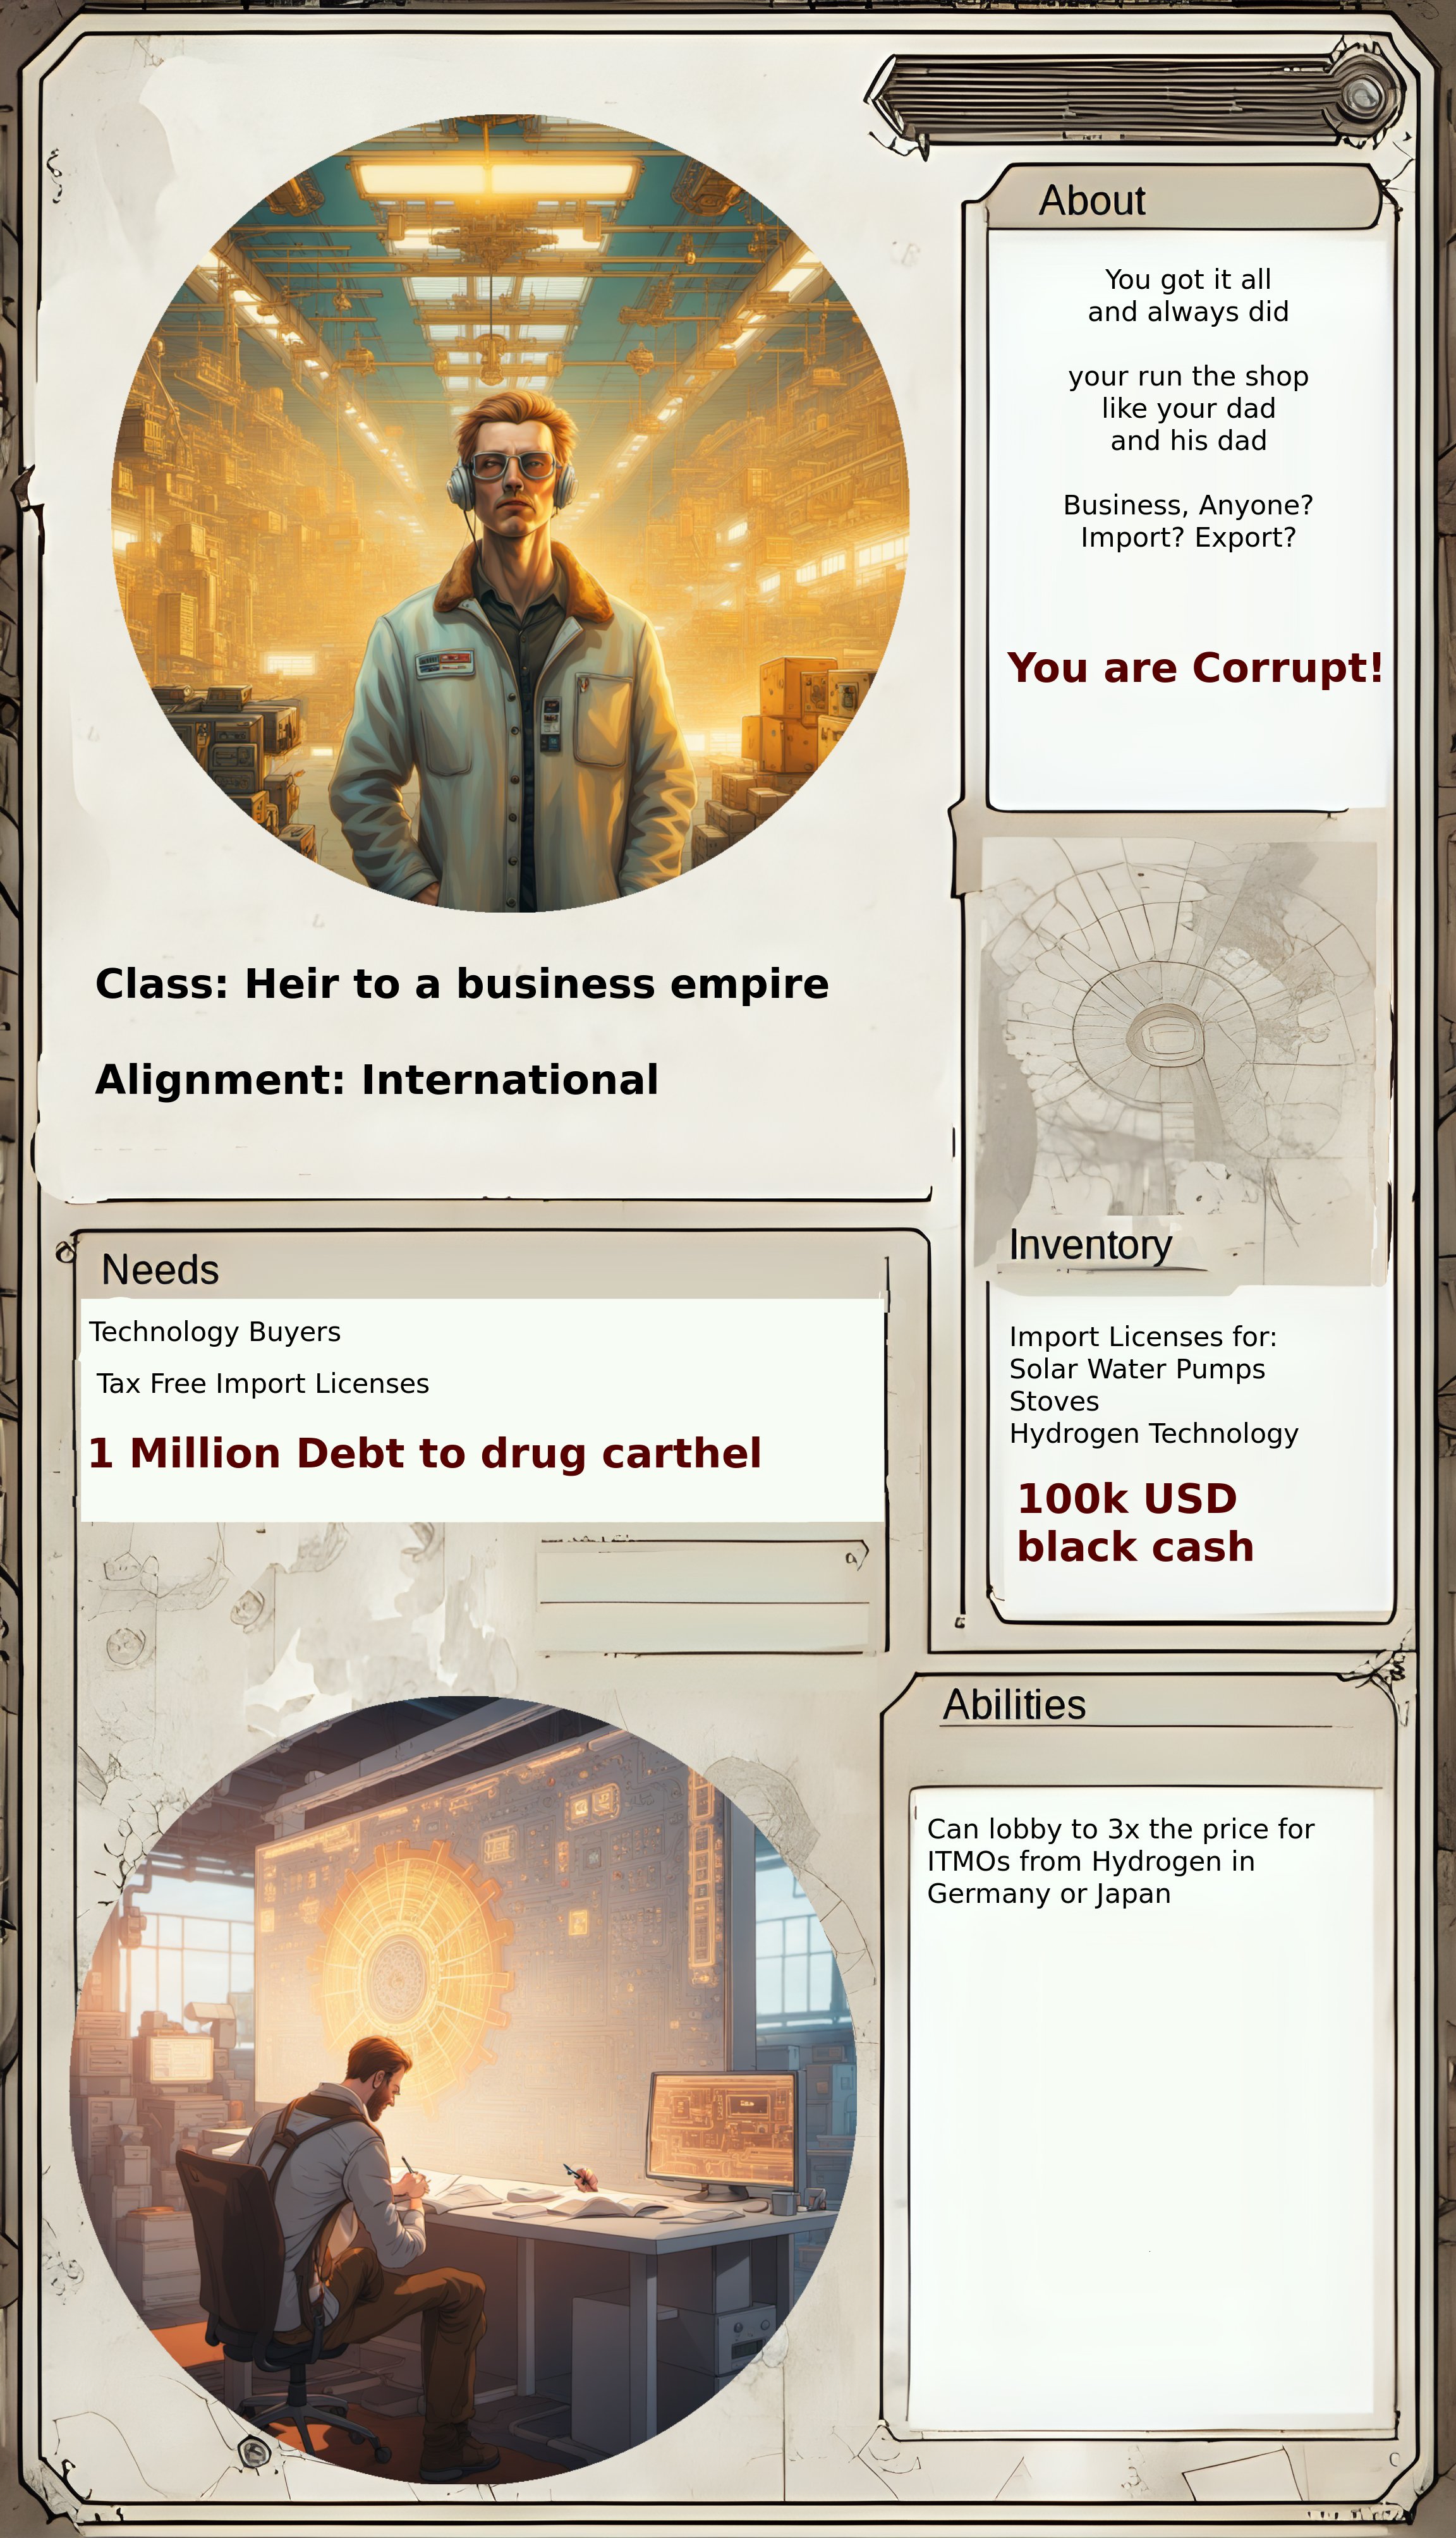 About
You got it all
and always did
your run the shop
like your dad
and his dad
Business, Anyone?
Import? Export?
You are Corrupt!
Class: Heir to a business empire
Alignment: International
Needs
Technology Buyers
Tax Free Import Licenses
1 Million Debt to drug carthel
Inventory
Import Licenses for:
Solar Water Pumps
Stoves
Hydrogen Technology
100k USD
black cash
Abilities
Can lobby to 3x the price for
ITMOs from Hydrogen in
Germany or Japan